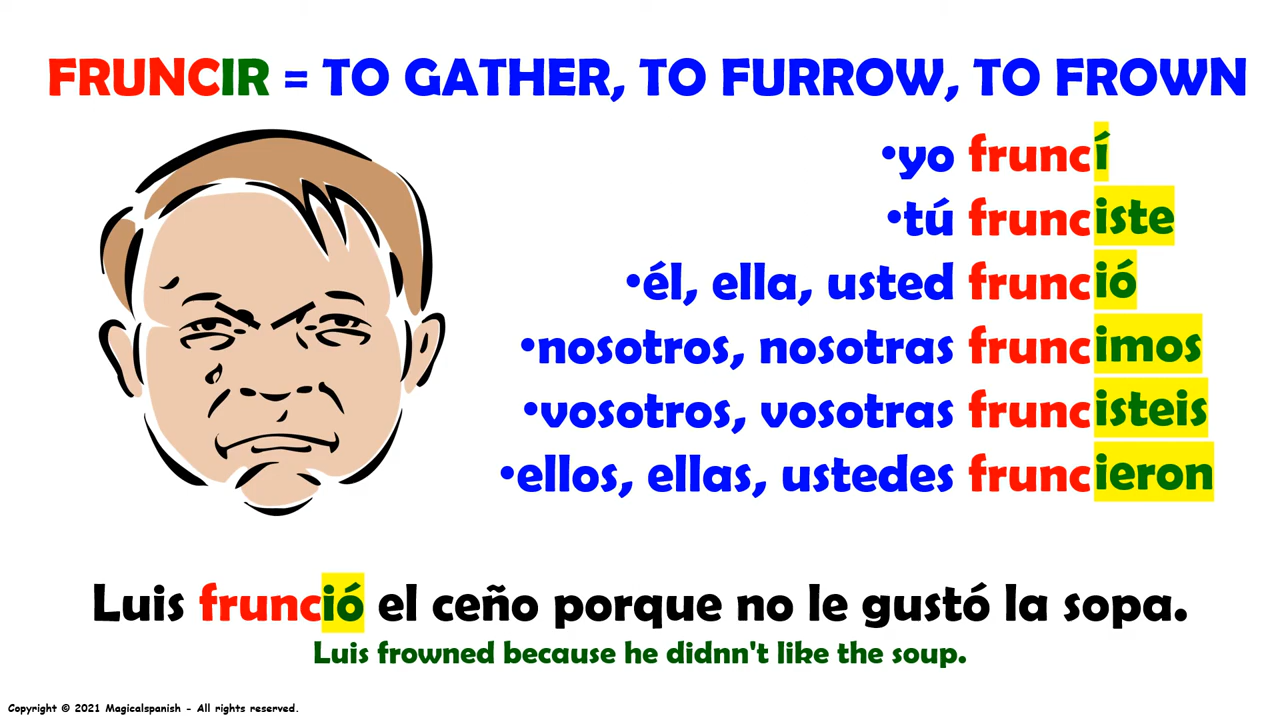 FRUNCIR = TO GATHER, TO FURROW, TO FROWN
•yo fruncí
•tú frunciste
•él, ella, usted frunció
•nosotros, nosotras fruncimos
•vosotros, vosotras fruncisteis
•ellos, ellas, ustedes fruncieron
Luis frunció el ceño porque no le gustó la sopa.
Luis frowned because he didnn't like the soup.
Copyright © 2021 Magicalspanish - All rights reserved.